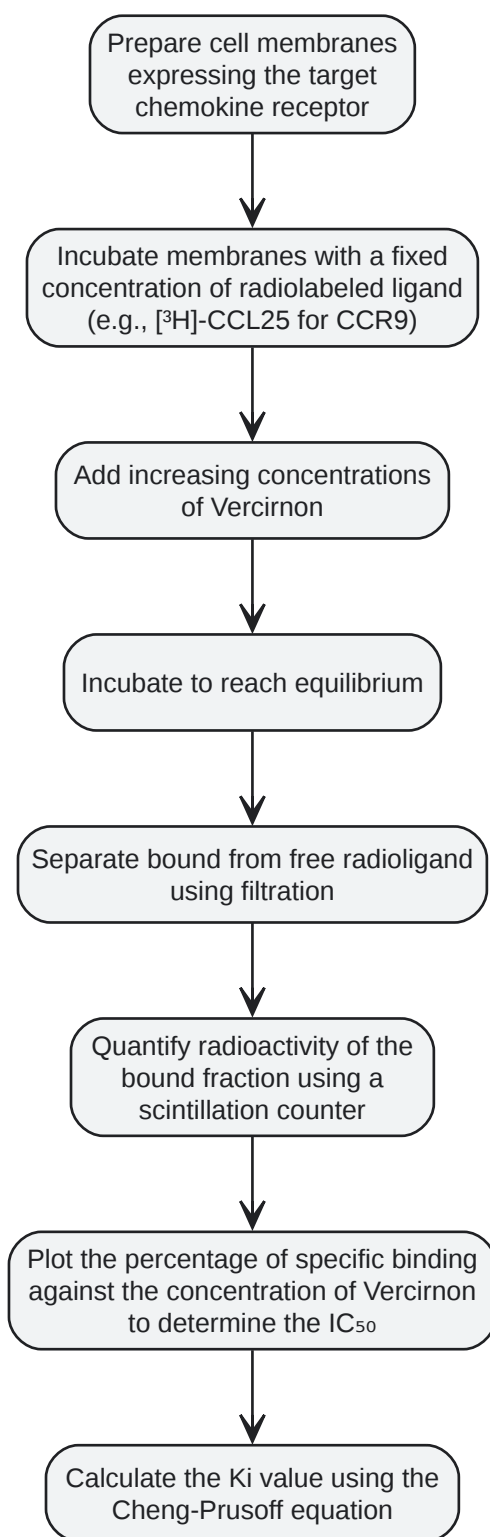 Prepare cell membranes
expressing the target
chemokine receptor
Incubate membranes with a fixed
concentration of radiolabeled ligand
(e.g., [³H]-CCL25 for CCR9)
Add increasing concentrations
of Vercirnon
Incubate to reach equilibrium
Separate bound from free radioligand
using filtration
Quantify radioactivity of the
bound fraction using a
scintillation counter
Plot the percentage of specific binding
against the concentration of Vercirnon
to determine the IC₅₀
Calculate the Ki value using the
Cheng-Prusoff equation